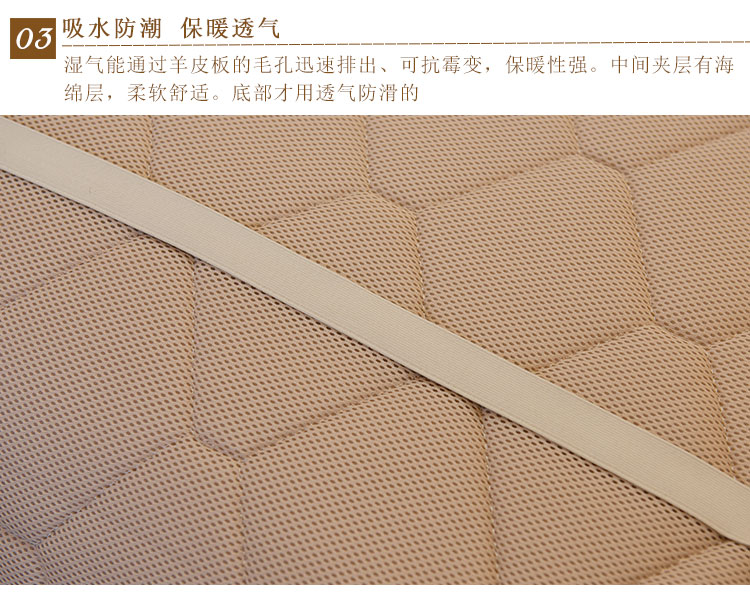 03 吸水防潮 保暖透气
湿气能通过羊皮板的毛孔迅速排出、可抗霉变，保暖性强。中间夹层有海
绵层，柔软舒适。底部才用透气防滑的